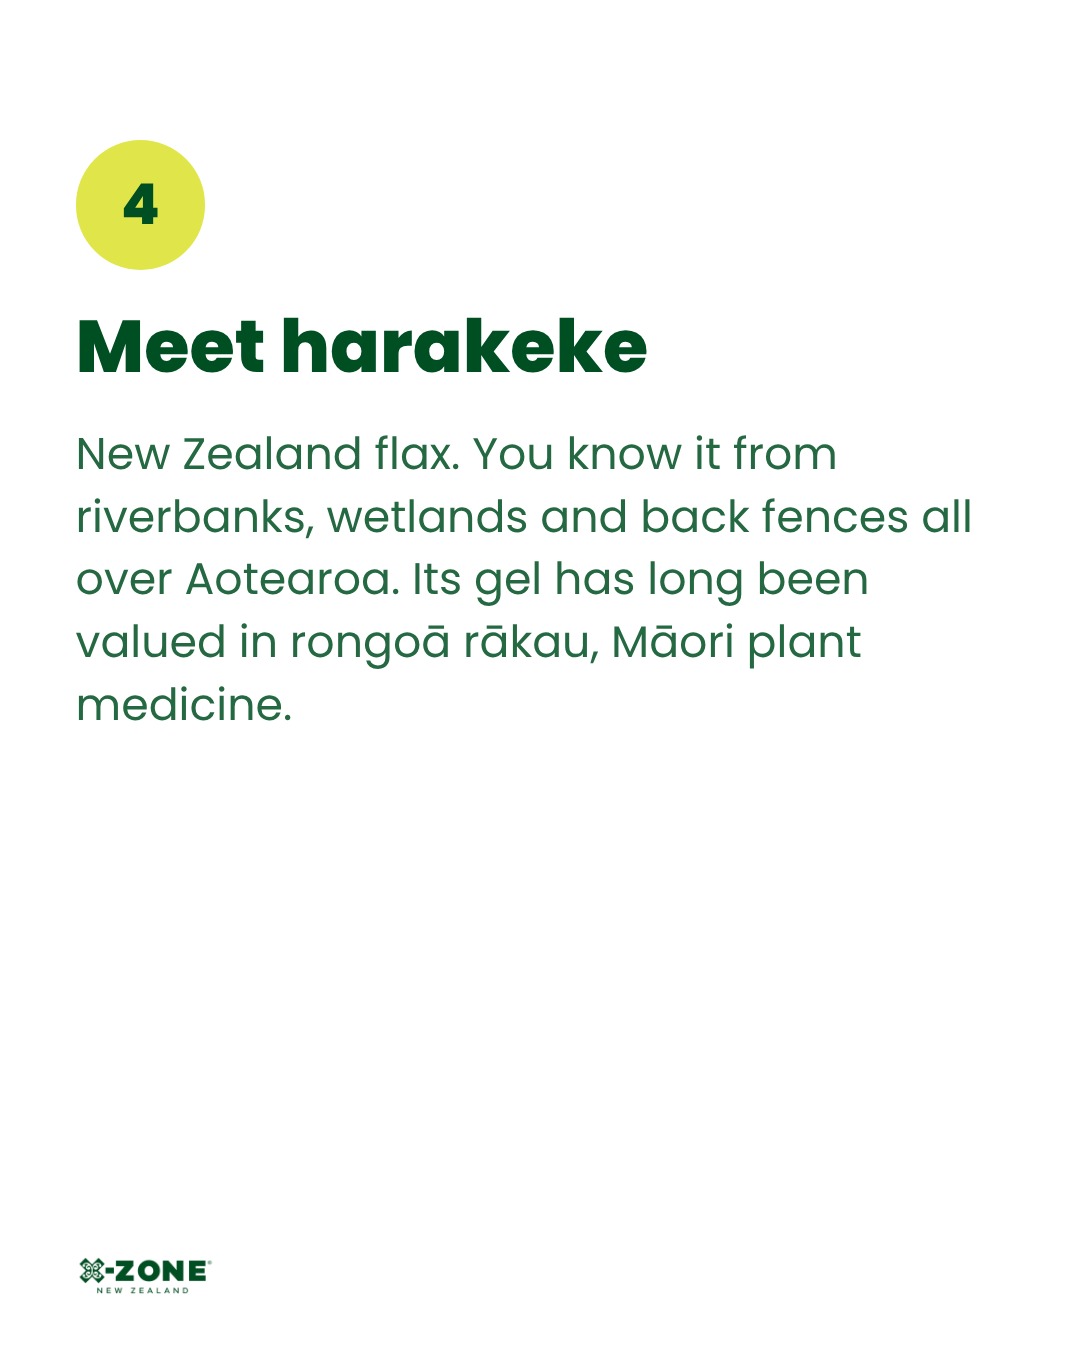 4
Meet harakeke
New Zealand flax. You know it from
riverbanks, wetlands and back fences all
over Aotearoa. Its gel has long been
valued in rongoā rākau, Māori plant
medicine.
X-ZONE®
NEW ZEALAND